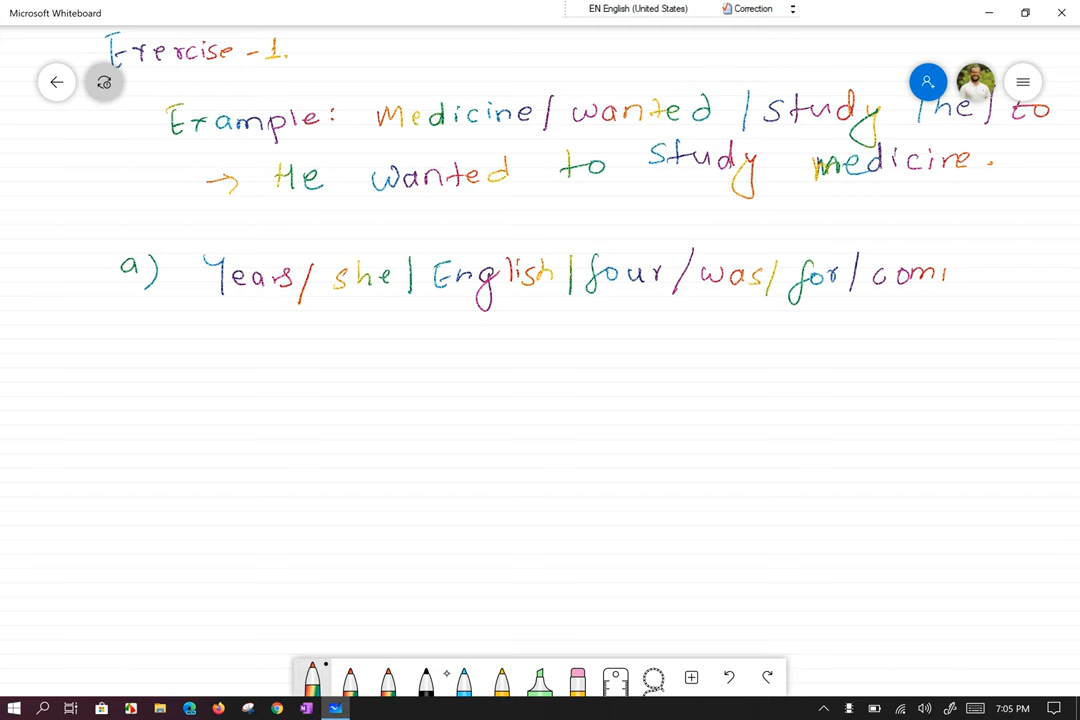 Microsoft Whiteboard
EN English (United States) Correction
Exercise - 1.
Example: Medicine/ wanted / study / he / to
→ He wanted to study medicine.
a) Years/ she / English / four / was / for / comi
7:05 PM